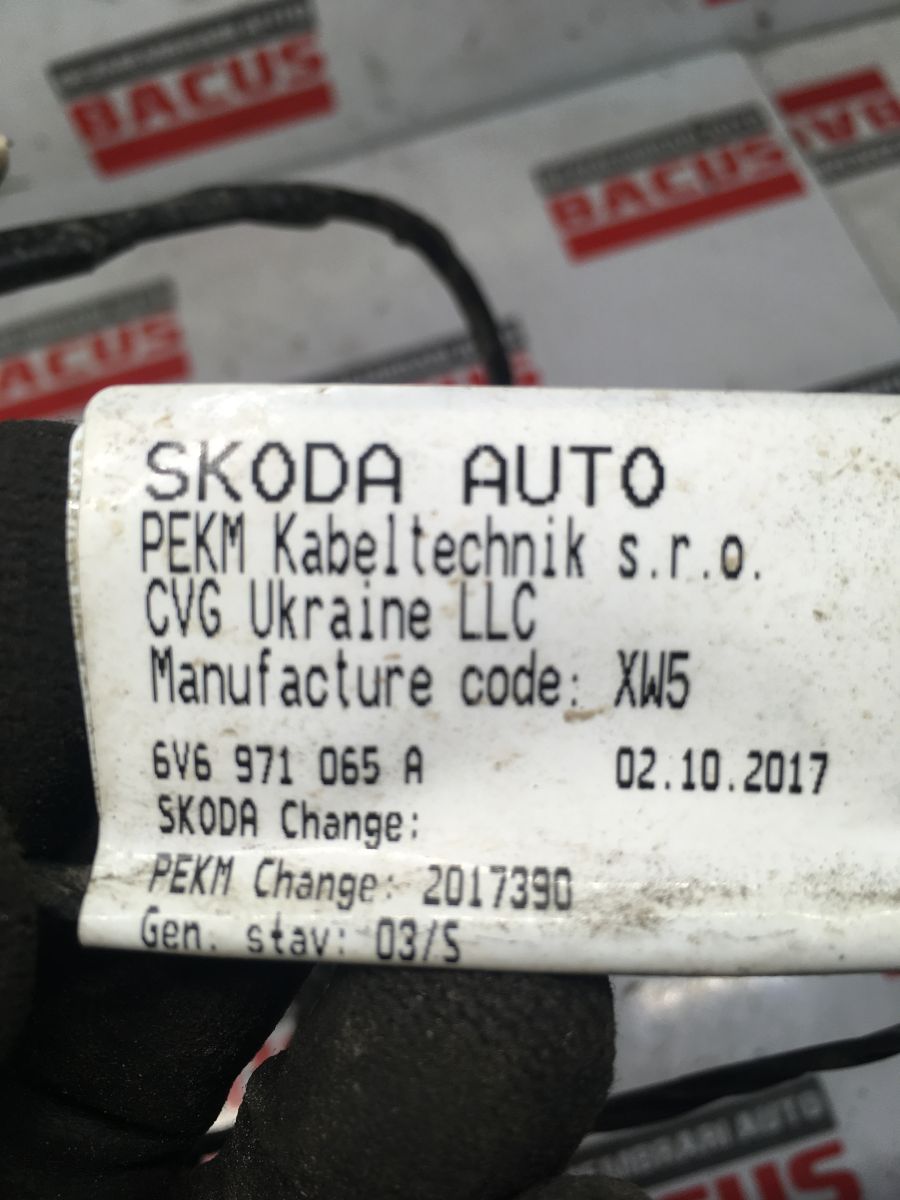 BACUS
BACUS
BACUS
SKODA AUTO
PEKM Kabeltechnik s.r.o.
CVG Ukraine LLC
Manufacture code: XW5
6V6 971 065 A 02.10.2017
SKODA Change:
PEKM Change: 2017390
Gen. stav: 03/S